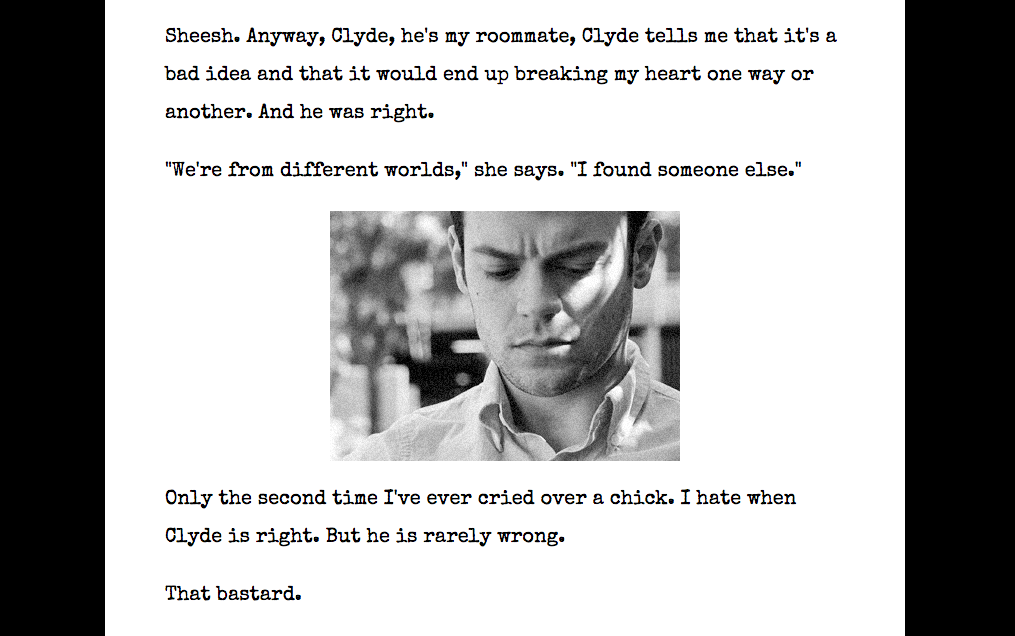 Sheesh. Anyway, Clyde, he's my roommate, Clyde tells me that it's a
bad idea and that it would end up breaking my heart one way or
another. And he was right.
"We're from different worlds," she says. "I found someone else."
Only the second time I've ever cried over a chick. I hate when
Clyde is right. But he is rarely wrong.
That bastard.